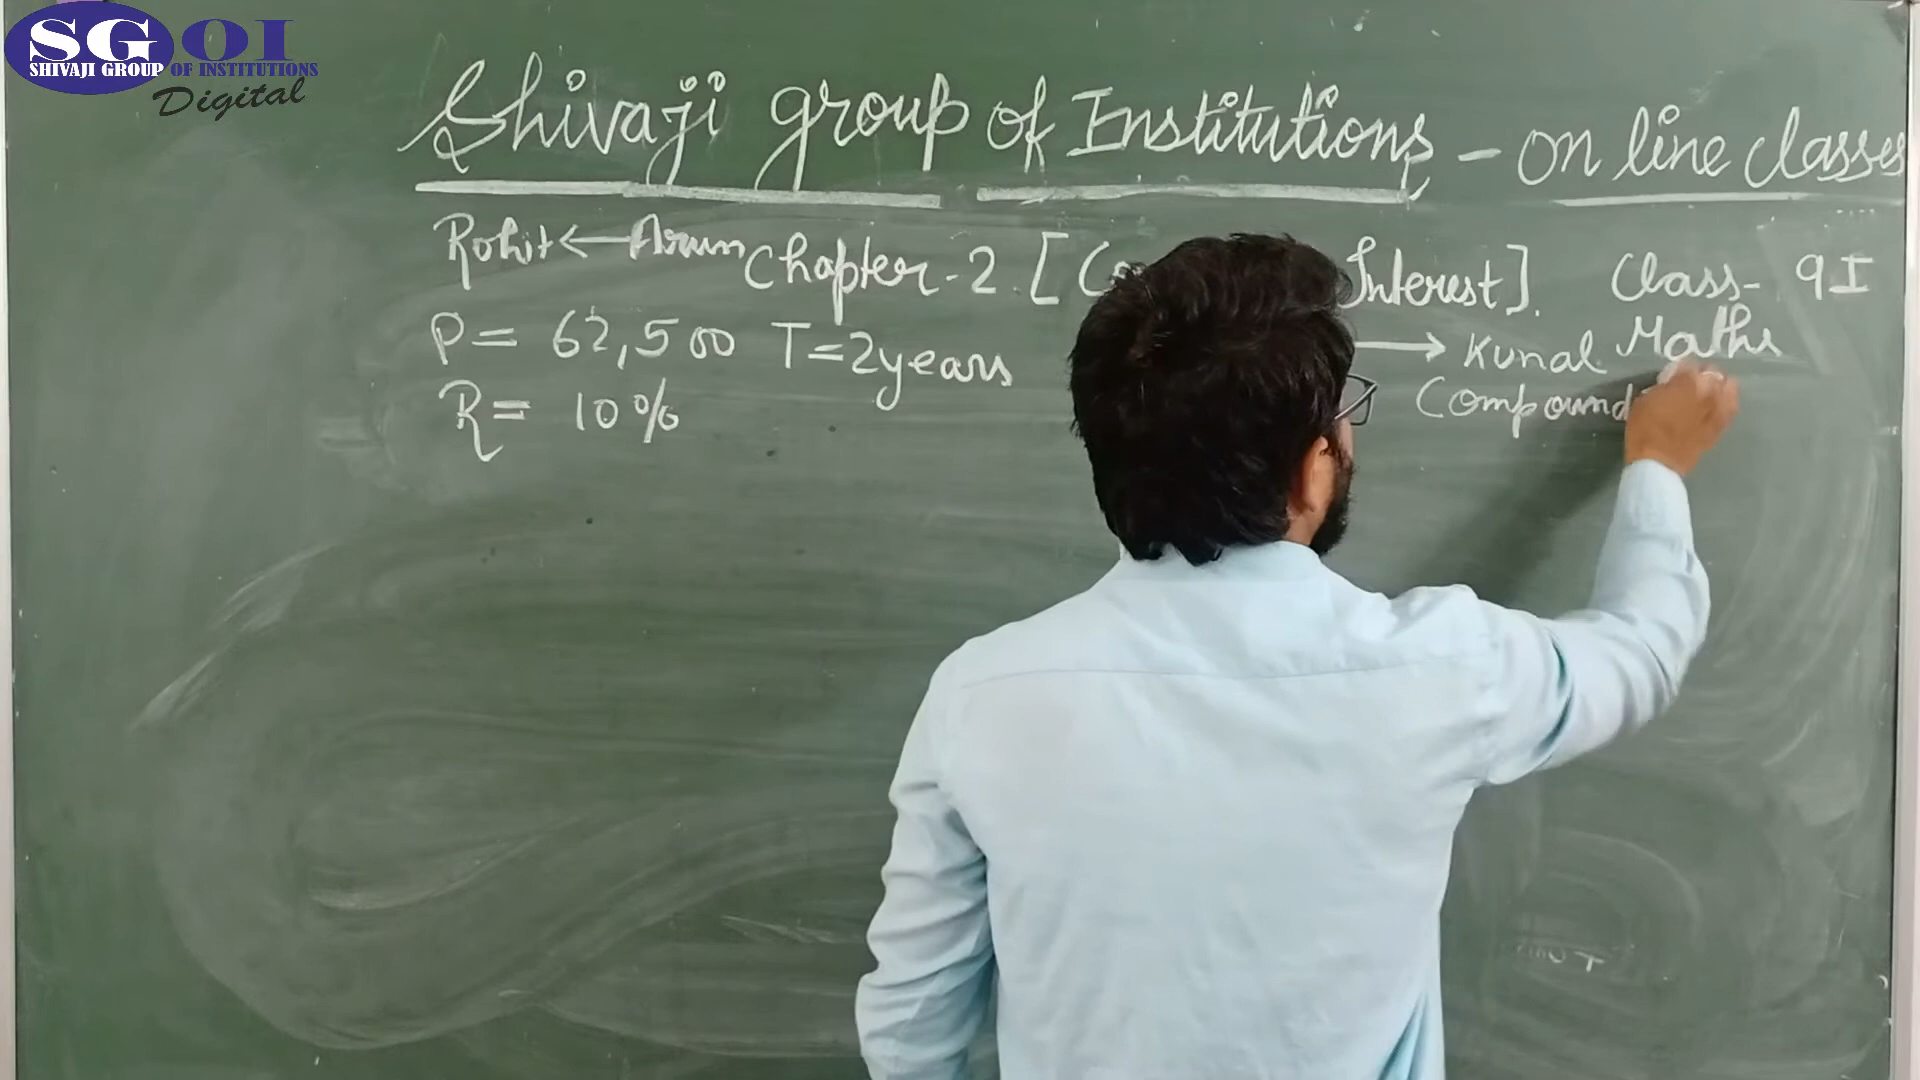 SGOI
SHIVAJI GROUP OF INSTITUTIONS
Digital
Shivaji group of Institutions - on line classes
Rohit ← Arun Chapter-2 [ Interest]. Class- 9I
P = 62,500 T=2years → Kunal Maths
R = 10% Compound